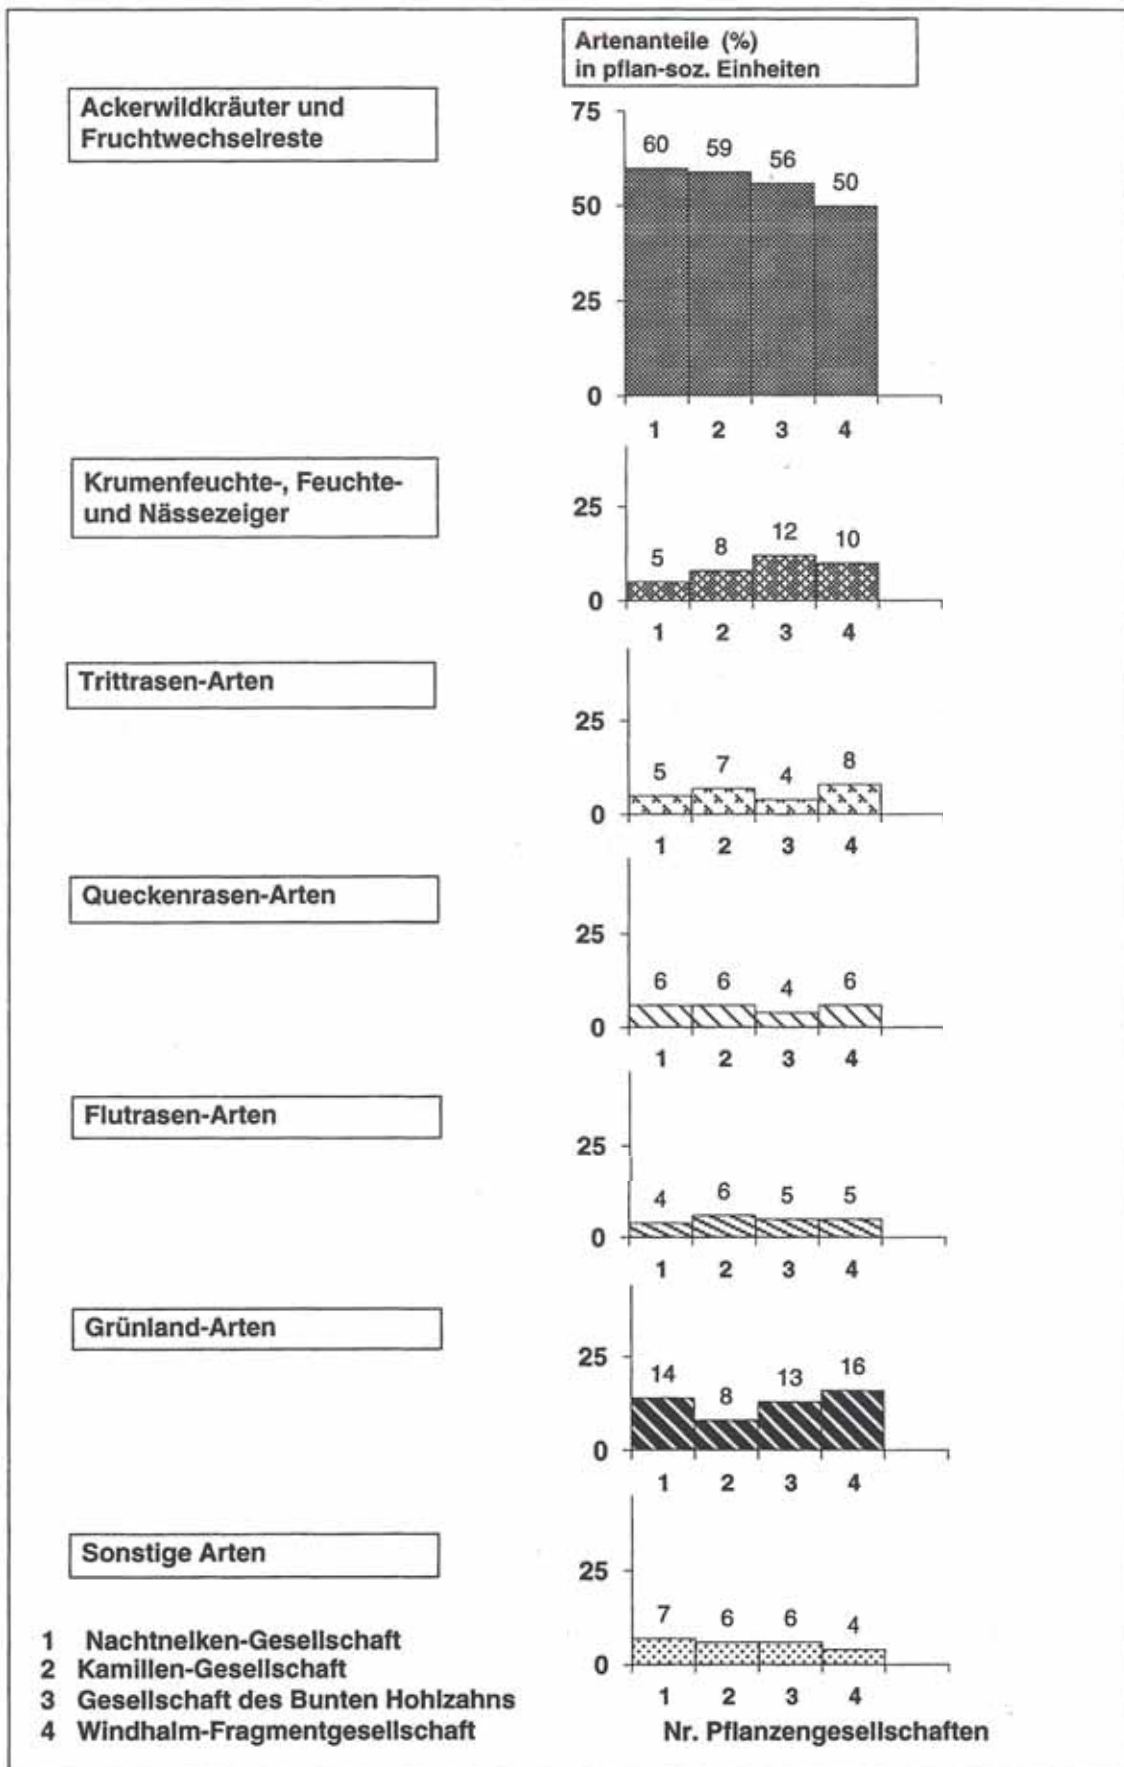 Artenanteile (%)
in pflan-soz. Einheiten
Ackerwildkräuter und
Fruchtwechselreste
75
50
25
0
60 59 56 50
1 2 3 4
Krumenfeuchte-, Feuchte-
und Nässezeiger
25
0
5 8 12 10
1 2 3 4
Trittrasen-Arten
25
0
5 7 4 8
1 2 3 4
Queckenrasen-Arten
25
0
6 6 4 6
1 2 3 4
Flutrasen-Arten
25
0
4 6 5 5
1 2 3 4
Grünland-Arten
25
0
14 8 13 16
1 2 3 4
Sonstige Arten
25
0
7 6 6 4
1 2 3 4
Nr. Pflanzengesellschaften
1 Nachtnelken-Gesellschaft
2 Kamillen-Gesellschaft
3 Gesellschaft des Bunten Hohlzahns
4 Windhalm-Fragmentgesellschaft